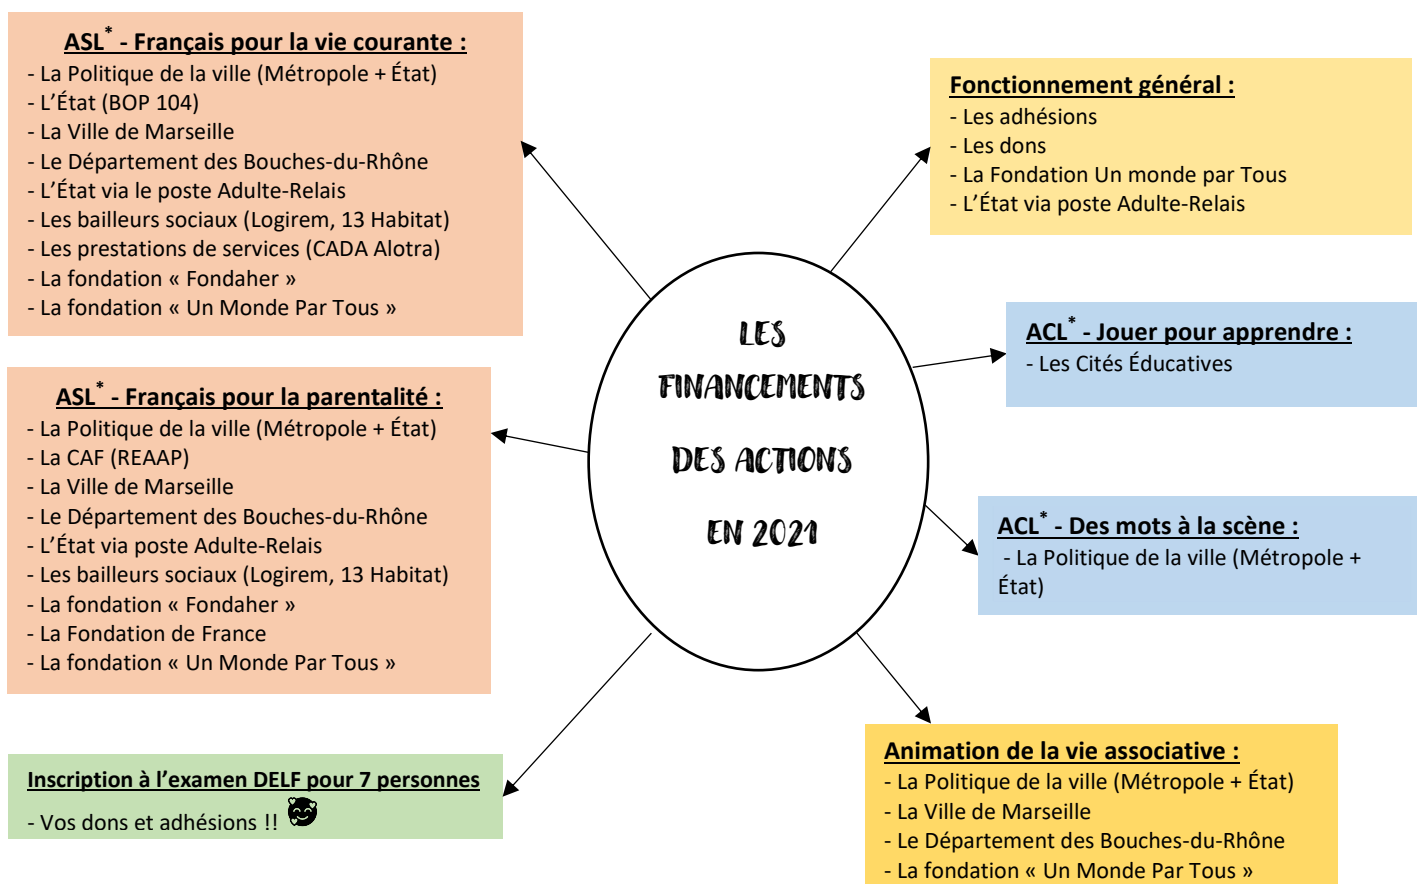 ASL* - Français pour la vie courante :
- La Politique de la ville (Métropole + État)
- L’État (BOP 104)
- La Ville de Marseille
- Le Département des Bouches-du-Rhône
- L’État via le poste Adulte-Relais
- Les bailleurs sociaux (Logirem, 13 Habitat)
- Les prestations de services (CADA Alotra)
- La fondation « Fondaher »
- La fondation « Un Monde Par Tous »
ASL* - Français pour la parentalité :
- La Politique de la ville (Métropole + État)
- La CAF (REAAP)
- La Ville de Marseille
- Le Département des Bouches-du-Rhône
- L’État via poste Adulte-Relais
- Les bailleurs sociaux (Logirem, 13 Habitat)
- La fondation « Fondaher »
- La Fondation de France
- La fondation « Un Monde Par Tous »
Inscription à l’examen DELF pour 7 personnes
- Vos dons et adhésions !!
LES
FINANCEMENTS
DES ACTIONS
EN 2021
Fonctionnement général :
- Les adhésions
- Les dons
- La Fondation Un monde par Tous
- L’État via poste Adulte-Relais
ACL* - Jouer pour apprendre :
- Les Cités Éducatives
ACL* - Des mots à la scène :
- La Politique de la ville (Métropole +
État)
Animation de la vie associative :
- La Politique de la ville (Métropole + État)
- La Ville de Marseille
- Le Département des Bouches-du-Rhône
- La fondation « Un Monde Par Tous »